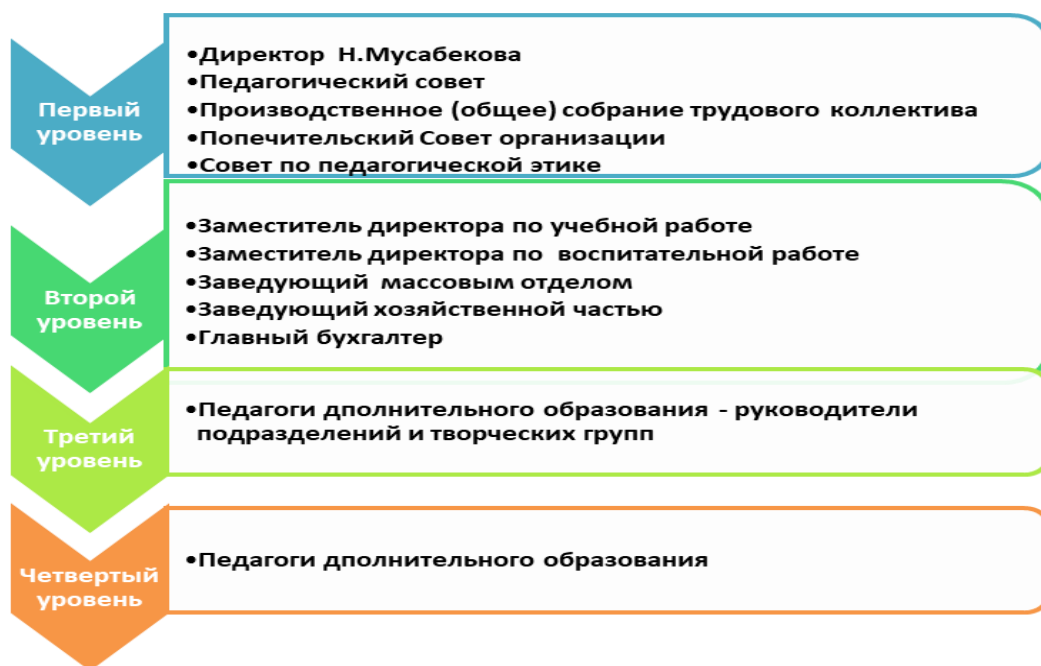 Первый
уровень
•Директор Н.Мусабекова
•Педагогический совет
•Производственное (общее) собрание трудового коллектива
•Попечительский Совет организации
•Совет по педагогической этике
Второй
уровень
•Заместитель директора по учебной работе
•Заместитель директора по воспитательной работе
•Заведующий массовым отделом
•Заведующий хозяйственной частью
•Главный бухгалтер
Третий
уровень
•Педагоги дполнительного образования - руководители
подразделений и творческих групп
Четвертый
уровень
•Педагоги дполнительного образования